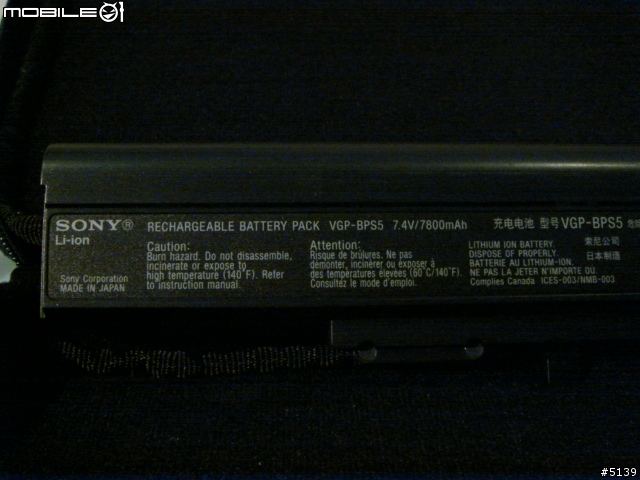 MOBILE01
SONY® RECHARGEABLE BATTERY PACK VGP-BPS5 7.4V/7800mAh 充电电池 型号 VGP-BPS5
Li-ion
Sony Corporation
MADE IN JAPAN
Caution:
Burn hazard. Do not disassemble,
incinerate or expose to
high temperature (140°F). Refer
to instruction manual.
Attention:
Risque de brûlures. Ne pas
démonter, incinérer ou exposer à
des températures élevées (60°C/140°F).
Consultez le mode d'emploi.
LITHIUM ION BATTERY.
DISPOSE OF PROPERLY.
BATTERIE AU LITHIUM-ION.
NE PAS LA JETER N'IMPORTE OÙ.
Complies Canada ICES-003/NMB-003
索尼公司
日本制造
#5139